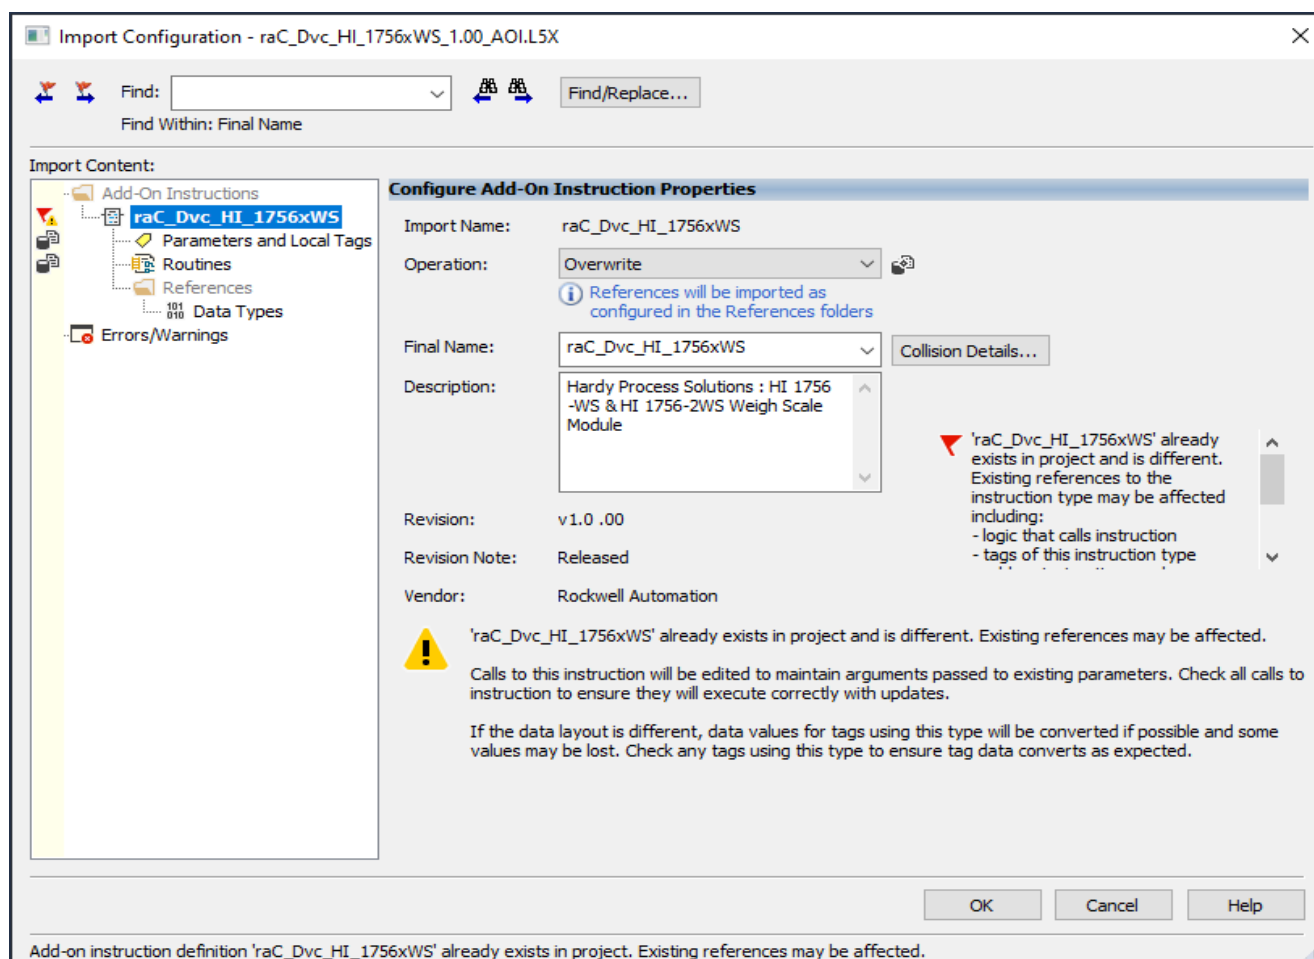 Import Configuration - raC_Dvc_HI_1756xWS_1.00_AOI.L5X
Find:
Find/Replace...
Find Within: Final Name
Import Content:
Add-On Instructions
raC_Dvc_HI_1756xWS
Parameters and Local Tags
Routines
References
Data Types
Errors/Warnings
Configure Add-On Instruction Properties
Import Name: raC_Dvc_HI_1756xWS
Operation: Overwrite
References will be imported as
configured in the References folders
Final Name: raC_Dvc_HI_1756xWS Collision Details...
Description: Hardy Process Solutions : HI 1756
-WS & HI 1756-2WS Weigh Scale
Module
'raC_Dvc_HI_1756xWS' already
exists in project and is different.
Existing references to the
instruction type may be affected
including:
- logic that calls instruction
- tags of this instruction type
Revision: v1.0 .00
Revision Note: Released
Vendor: Rockwell Automation
'raC_Dvc_HI_1756xWS' already exists in project and is different. Existing references may be affected.
Calls to this instruction will be edited to maintain arguments passed to existing parameters. Check all calls to
instruction to ensure they will execute correctly with updates.
If the data layout is different, data values for tags using this type will be converted if possible and some
values may be lost. Check any tags using this type to ensure tag data converts as expected.
OK Cancel Help
Add-on instruction definition 'raC_Dvc_HI_1756xWS' already exists in project. Existing references may be affected.